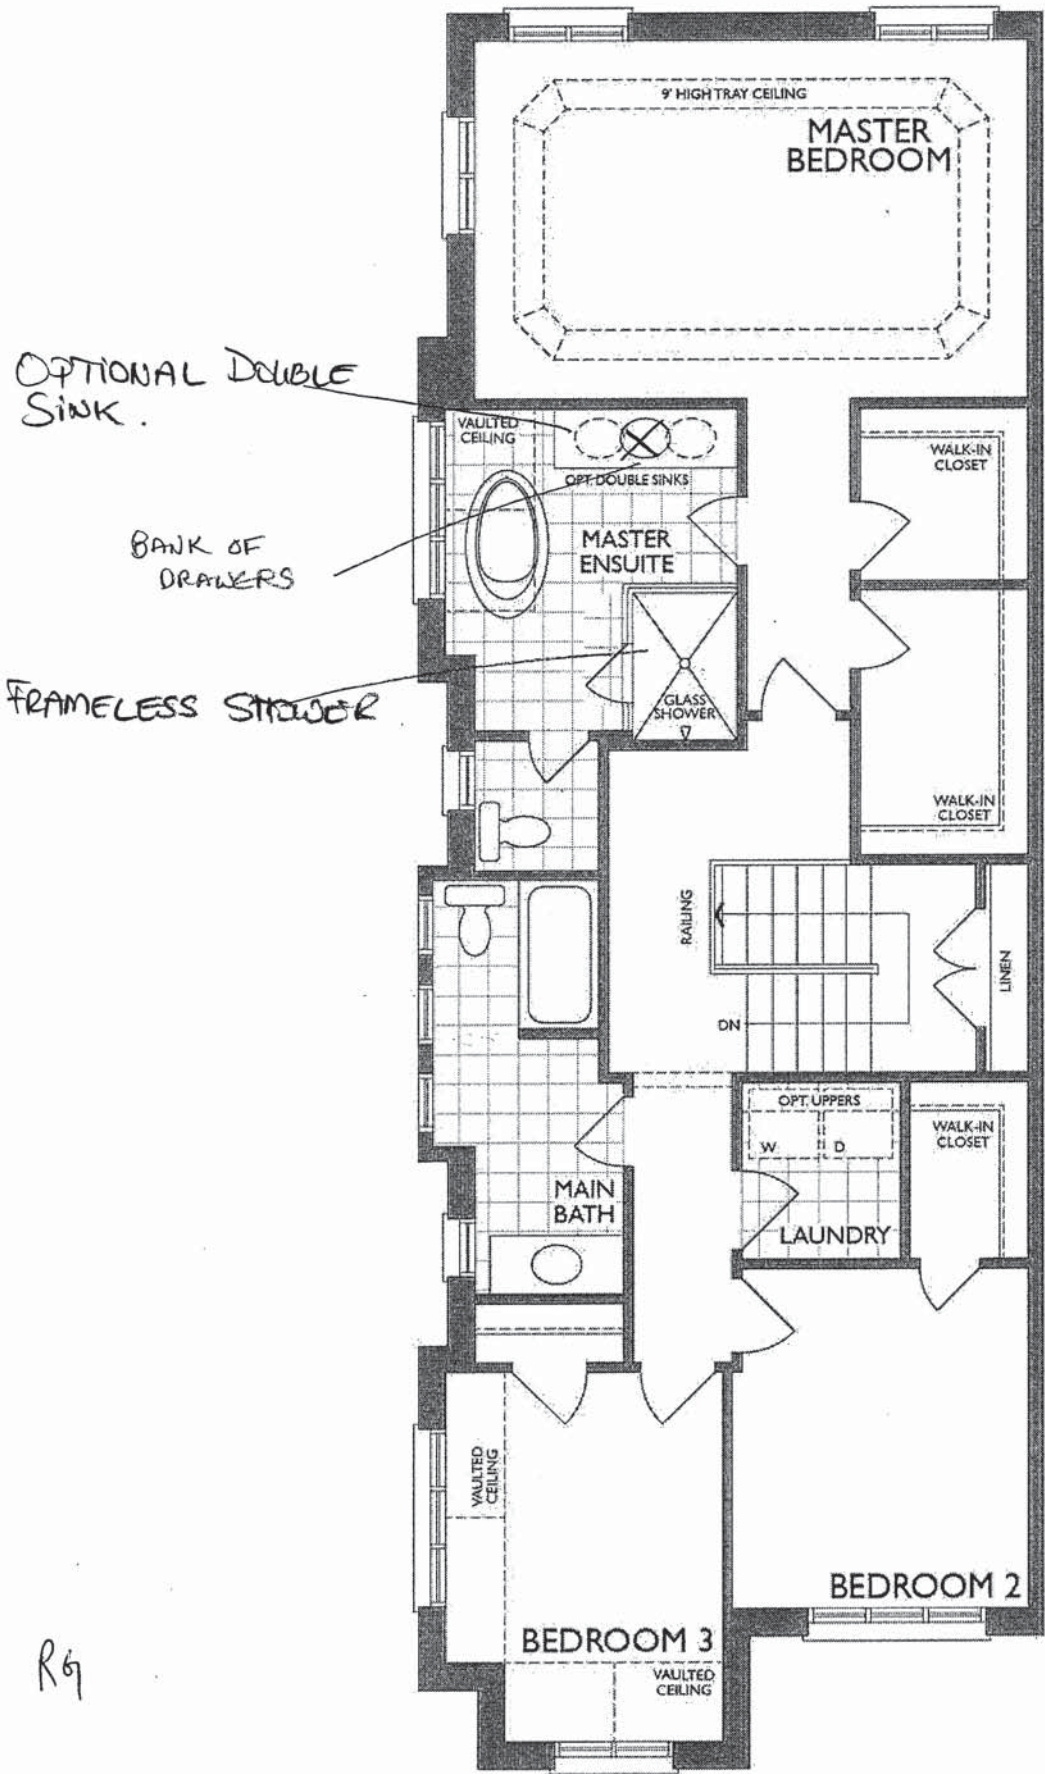 9' HIGH TRAY CEILING
MASTER
BEDROOM
OPTIONAL DOUBLE
SINK.
VAULTED
CEILING
OPT. DOUBLE SINKS
WALK-IN
CLOSET
BANK OF
DRAWERS
MASTER
ENSUITE
FRAMELESS SHOWER
GLASS
SHOWER
WALK-IN
CLOSET
RAILING
LINEN
DN
OPT. UPPERS
W D
WALK-IN
CLOSET
MAIN
BATH
LAUNDRY
VAULTED
CEILING
BEDROOM 2
BEDROOM 3
VAULTED
CEILING
RG